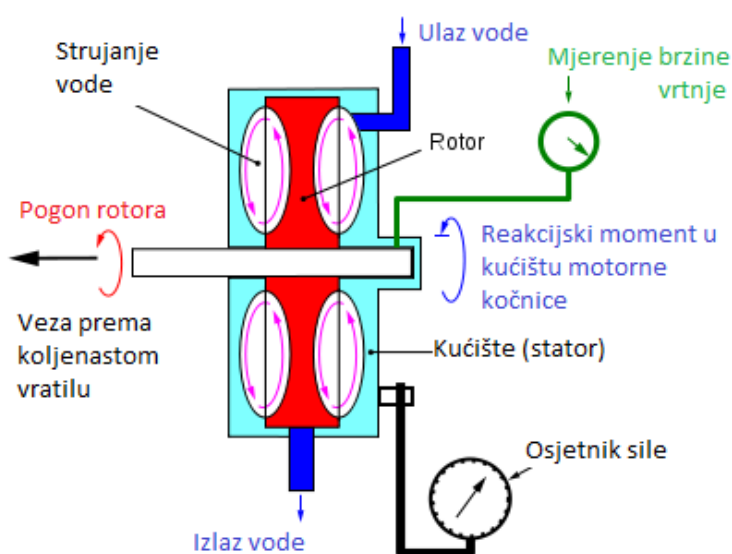 Strujanje
vode
Ulaz vode
Mjerenje brzine
vrtnje
Rotor
Pogon rotora
Reakcijski moment u
kućištu motorne
kočnice
Veza prema
koljenastom
vratilu
Kućište (stator)
Osjetnik sile
Izlaz vode